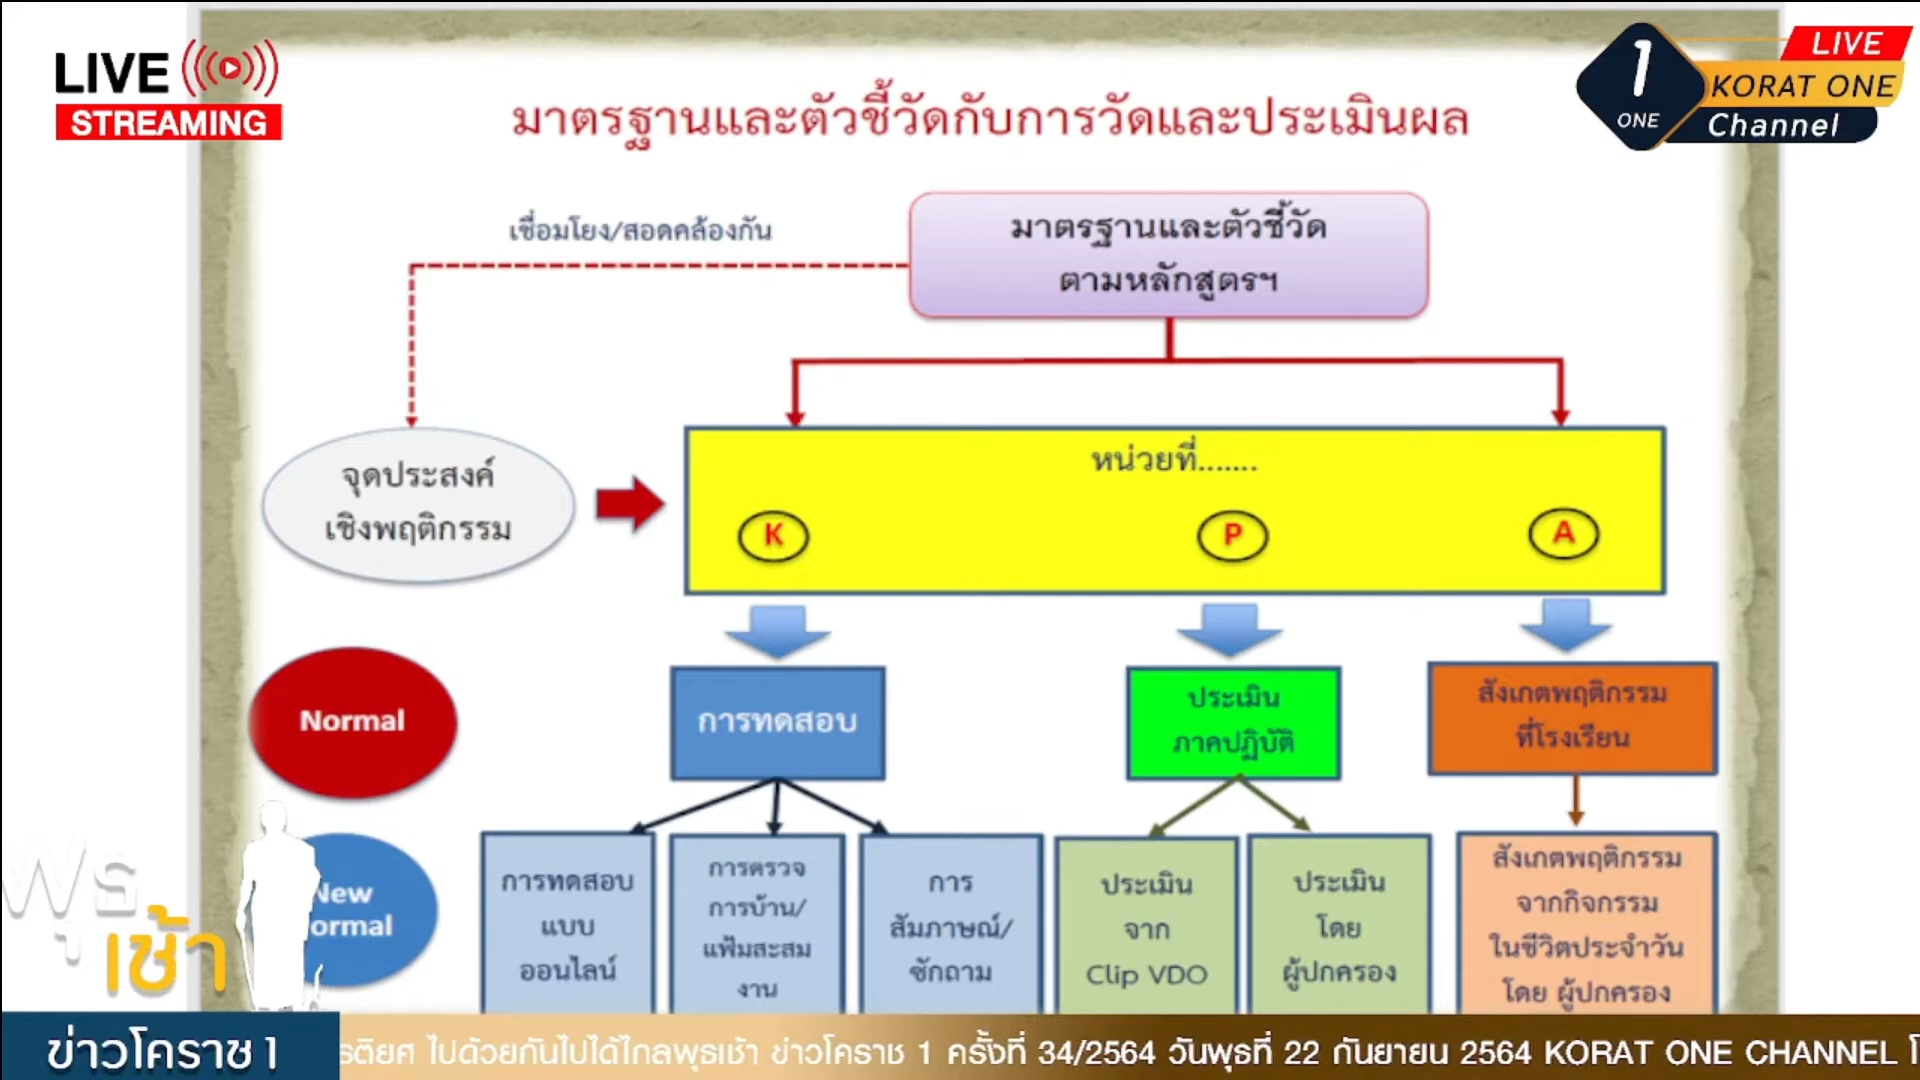 LIVE
STREAMING
1
ONE
LIVE
KORAT ONE
Channel
มาตรฐานและตัวชี้วัดกับการวัดและประเมินผล
เชื่อมโยง/สอดคล้องกัน
มาตรฐานและตัวชี้วัด
ตามหลักสูตรฯ
จุดประสงค์
เชิงพฤติกรรม
หน่วยที่.......
K
P
A
Normal
การทดสอบ
ประเมิน
ภาคปฏิบัติ
สังเกตพฤติกรรม
ที่โรงเรียน
New
ormal
การทดสอบ
แบบ
ออนไลน์
การตรวจ
การบ้าน/
แฟ้มสะสม
งาน
การ
สัมภาษณ์/
ซักถาม
ประเมิน
จาก
Clip VDO
ประเมิน
โดย
ผู้ปกครอง
สังเกตพฤติกรรม
จากกิจกรรม
ในชีวิตประจำวัน
โดย ผู้ปกครอง
พุธ
เช้า
ข่าวโคราช 1
รติยศ ไปด้วยกันไปได้ไกลพุธเช้า ข่าวโคราช 1 ครั้งที่ 34/2564 วันพุธที่ 22 กันยายน 2564 KORAT ONE CHANNEL โ